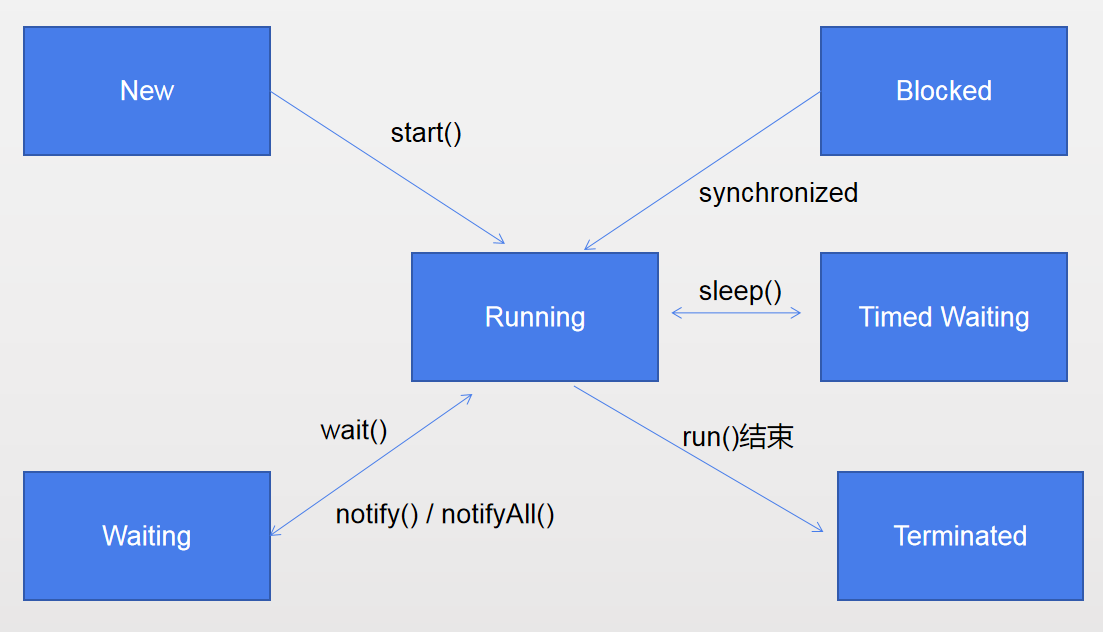 New
Blocked
start()
synchronized
sleep()
Running
Timed Waiting
wait()
run()结束
notify() / notifyAll()
Waiting
Terminated